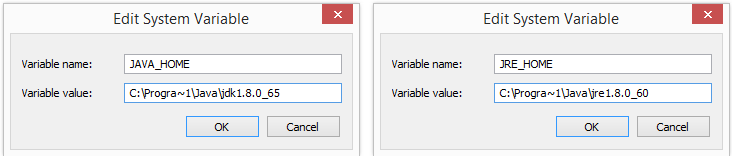 Edit System Variable
Variable name: JAVA_HOME
Variable value: C:\Progra~1\Java\jdk1.8.0_65
OK Cancel
Edit System Variable
Variable name: JRE_HOME
Variable value: C:\Progra~1\Java\jre1.8.0_60
OK Cancel